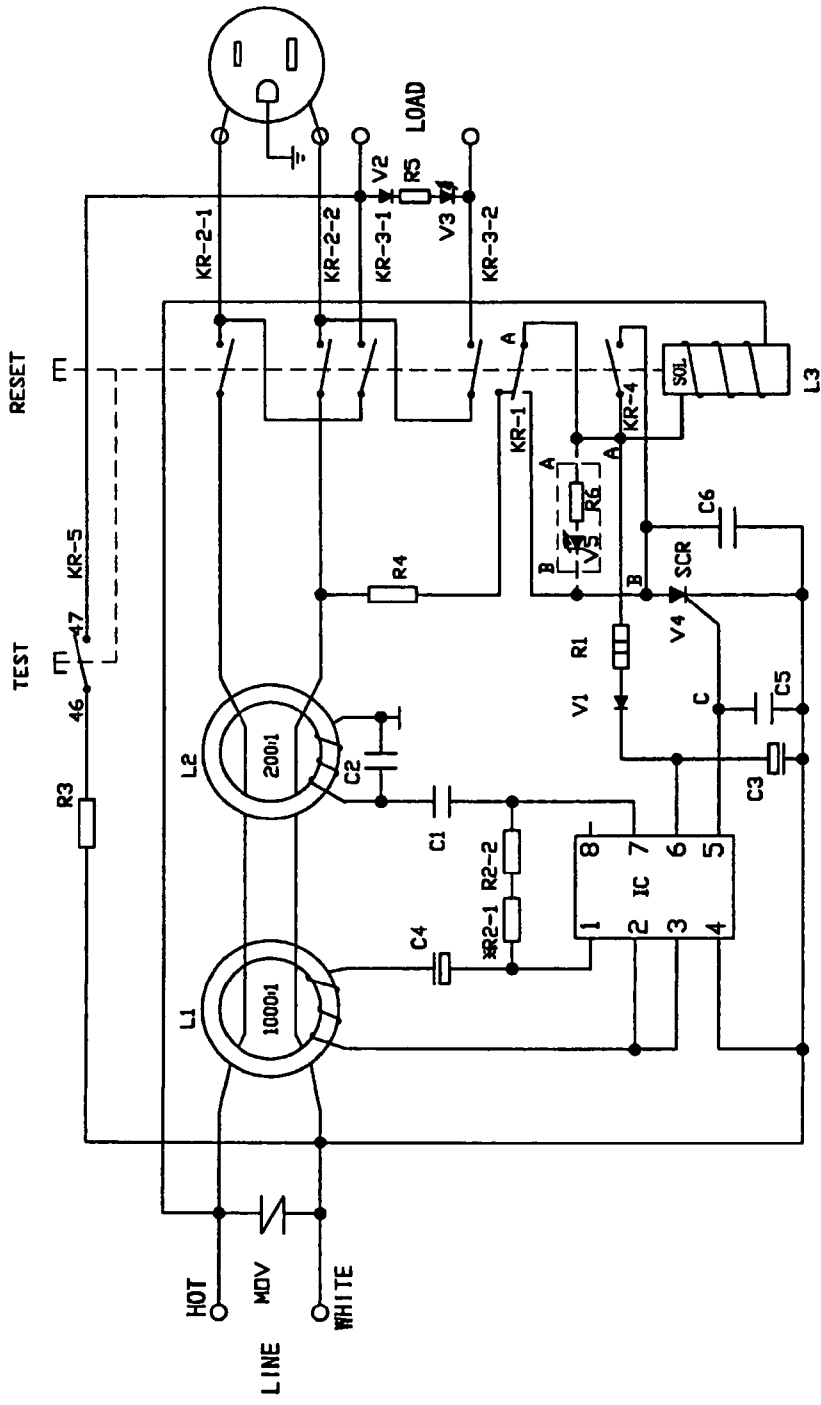 RESET
TEST
KR-5
46
47
R3
KR-2-1
KR-2-2
KR-3-1
KR-3-2
V2
R5
V3
LOAD
L2
200:1
L1
1000:1
HOT
MOV
WHITE
LINE
C2
C1
C4
※R2-1
R2-2
R4
KR-1
A
KR-4
A
A
R6
V5
B
B
SOL
L3
C6
SCR
V4
R1
V1
C
C5
C3
IC
8
7
6
5
1
2
3
4